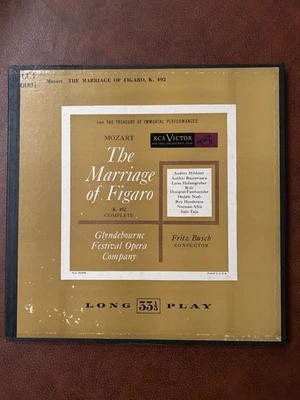 LCT
6001
Mozart THE MARRIAGE OF FIGARO, K. 492
from THE TREASURY OF IMMORTAL PERFORMANCES
MOZART
RCA VICTOR
The
Marriage
of Figaro
K. 492
COMPLETE
Audrey Mildmay
Aulikki Rautawaara
Luise Helletsgruber
Willi
Domgraf-Fassbaender
Heddle Nash
Roy Henderson
Norman Allin
Italo Tajo
Glyndebourne
Festival Opera
Company
Fritz Busch
CONDUCTOR
LONG 33⅓ PLAY